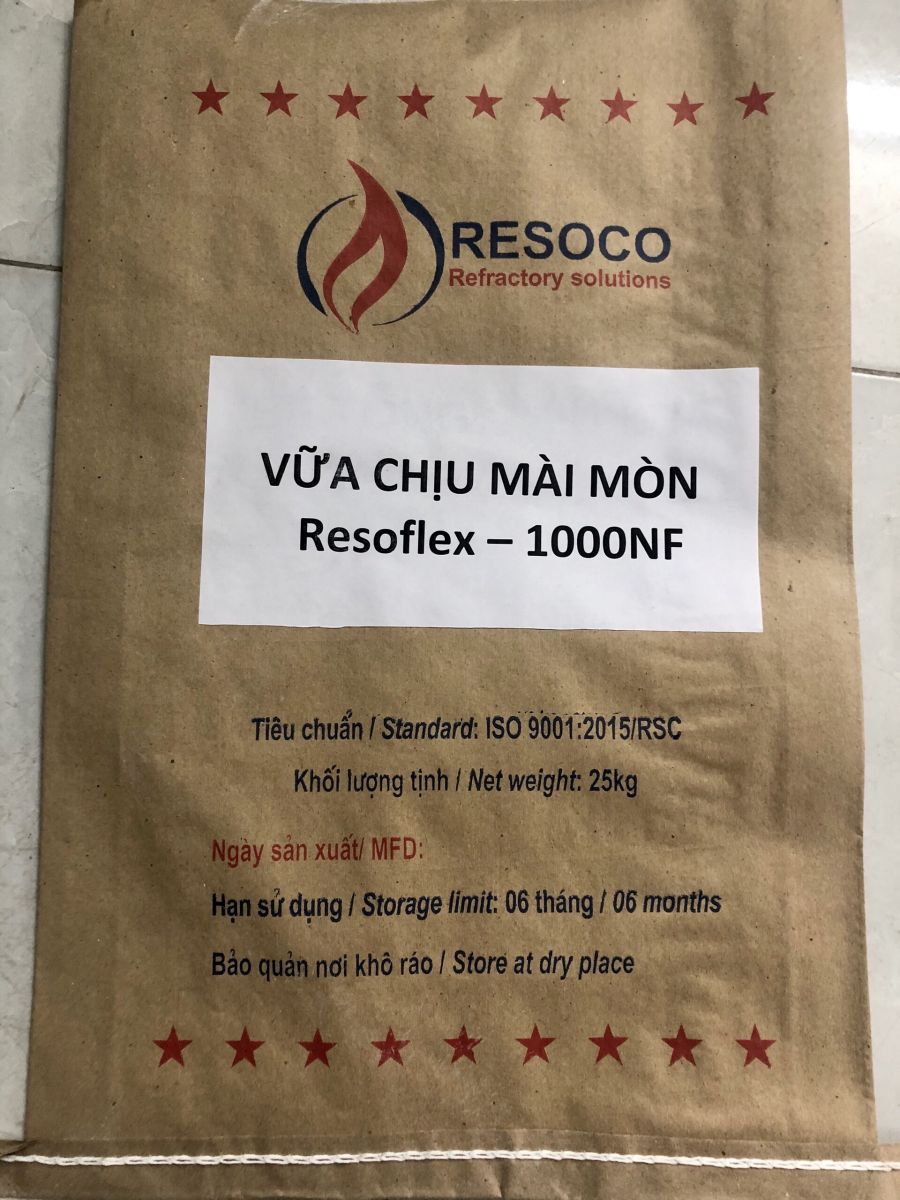 RESOCO
Refractory solutions
VỮA CHỊU MÀI MÒN
Resoflex – 1000NF
Tiêu chuẩn / Standard: ISO 9001:2015/RSC
Khối lượng tịnh / Net weight: 25kg
Ngày sản xuất/ MFD:
Hạn sử dụng / Storage limit: 06 tháng / 06 months
Bảo quản nơi khô ráo / Store at dry place